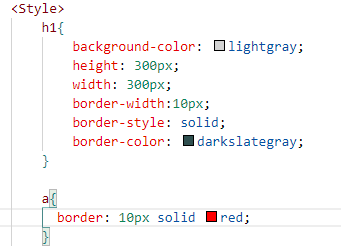 <Style>
h1{
background-color: lightgray;
height: 300px;
width: 300px;
border-width:10px;
border-style: solid;
border-color: darkslategray;
}
a{
border: 10px solid red;
}